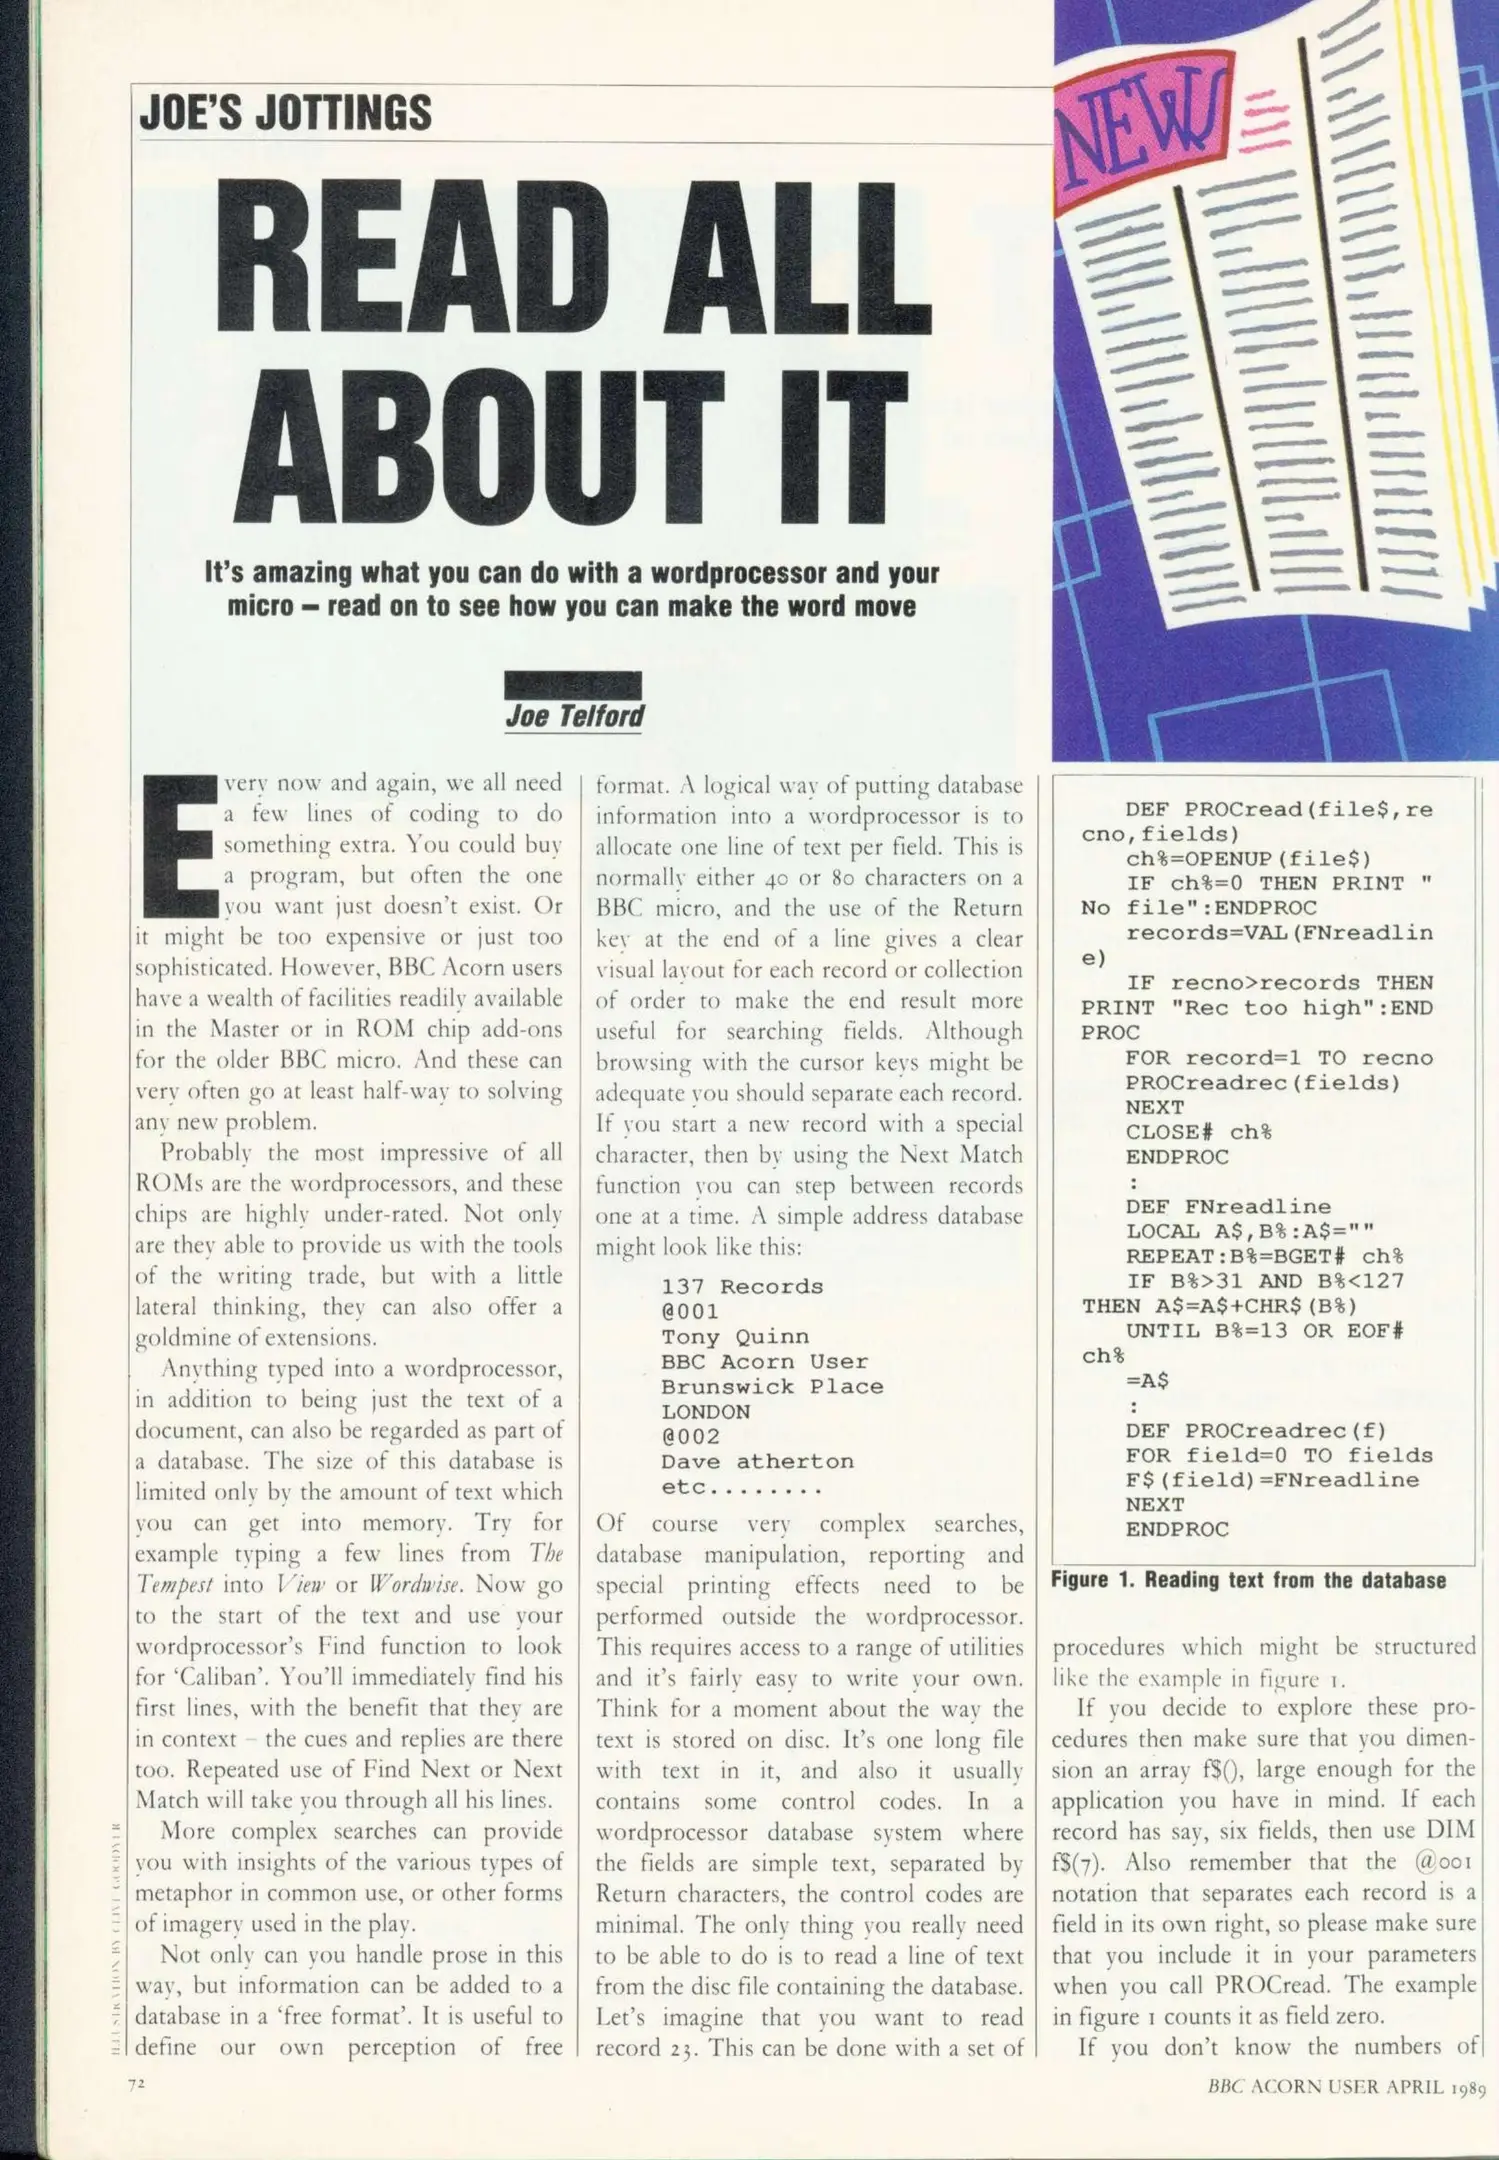 JOE'S JOTTINGS
NEWS
READ ALL
ABOUT IT
It's amazing what you can do with a wordprocessor and your
micro – read on to see how you can make the word move
Joe Telford
Every now and again, we all need
a few lines of coding to do
something extra. You could buy
a program, but often the one
you want just doesn't exist. Or
it might be too expensive or just too
sophisticated. However, BBC Acorn users
have a wealth of facilities readily available
in the Master or in ROM chip add-ons
for the older BBC micro. And these can
very often go at least half-way to solving
any new problem.
Probably the most impressive of all
ROMs are the wordprocessors, and these
chips are highly under-rated. Not only
are they able to provide us with the tools
of the writing trade, but with a little
lateral thinking, they can also offer a
goldmine of extensions.
Anything typed into a wordprocessor,
in addition to being just the text of a
document, can also be regarded as part of
a database. The size of this database is
limited only by the amount of text which
you can get into memory. Try for
example typing a few lines from The
Tempest into View or Wordwise. Now go
to the start of the text and use your
wordprocessor's Find function to look
for 'Caliban'. You'll immediately find his
first lines, with the benefit that they are
in context – the cues and replies are there
too. Repeated use of Find Next or Next
Match will take you through all his lines.
More complex searches can provide
you with insights of the various types of
metaphor in common use, or other forms
of imagery used in the play.
Not only can you handle prose in this
way, but information can be added to a
database in a 'free format'. It is useful to
define our own perception of free
format. A logical way of putting database
information into a wordprocessor is to
allocate one line of text per field. This is
normally either 40 or 80 characters on a
BBC micro, and the use of the Return
key at the end of a line gives a clear
visual layout for each record or collection
of order to make the end result more
useful for searching fields. Although
browsing with the cursor keys might be
adequate you should separate each record.
If you start a new record with a special
character, then by using the Next Match
function you can step between records
one at a time. A simple address database
might look like this:
137 Records
@001
Tony Quinn
BBC Acorn User
Brunswick Place
LONDON
@002
Dave atherton
etc........
Of course very complex searches,
database manipulation, reporting and
special printing effects need to be
performed outside the wordprocessor.
This requires access to a range of utilities
and it's fairly easy to write your own.
Think for a moment about the way the
text is stored on disc. It's one long file
with text in it, and also it usually
contains some control codes. In a
wordprocessor database system where
the fields are simple text, separated by
Return characters, the control codes are
minimal. The only thing you really need
to be able to do is to read a line of text
from the disc file containing the database.
Let's imagine that you want to read
record 23. This can be done with a set of
DEF PROCread(file$,re
cno,fields)
ch%=OPENUP(file$)
IF ch%=0 THEN PRINT "
No file":ENDPROC
records=VAL(FNreadlin
e)
IF recno>records THEN
PRINT "Rec too high":END
PROC
FOR record=1 TO recno
PROCreadrec(fields)
NEXT
CLOSE# ch%
ENDPROC
:
DEF FNreadline
LOCAL A$,B%:A$=""
REPEAT:B%=BGET# ch%
IF B%>31 AND B%<127
THEN A$=A$+CHR$(B%)
UNTIL B%=13 OR EOF#
ch%
=A$
:
DEF PROCreadrec(f)
FOR field=0 TO fields
F$(field)=FNreadline
NEXT
ENDPROC
Figure 1. Reading text from the database
procedures which might be structured
like the example in figure 1.
If you decide to explore these pro-
cedures then make sure that you dimen-
sion an array f$(), large enough for the
application you have in mind. If each
record has say, six fields, then use DIM
f$(7). Also remember that the @001
notation that separates each record is a
field in its own right, so please make sure
that you include it in your parameters
when you call PROCread. The example
in figure 1 counts it as field zero.
If you don't know the numbers of
ILLUSTRATION BY CLIVE GOODYER
72
BBC ACORN USER APRIL 1989